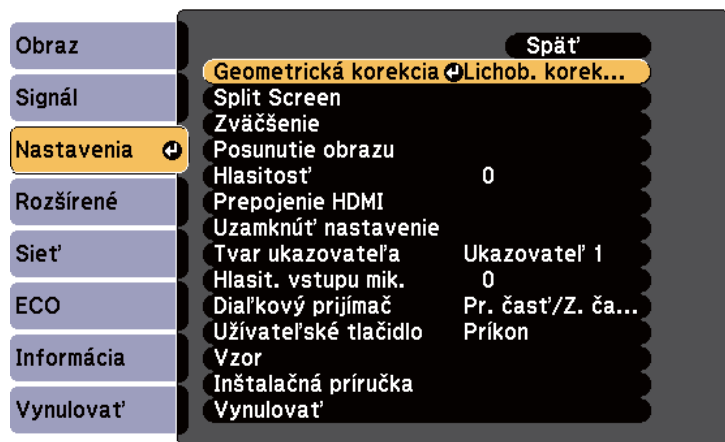 Obraz
Signál
Nastavenia
Rozšírené
Sieť
ECO
Informácia
Vynulovať
Späť
Geometrická korekcia Lichob. korek...
Split Screen
Zväčšenie
Posunutie obrazu
Hlasitosť 0
Prepojenie HDMI
Uzamknúť nastavenie
Tvar ukazovateľa Ukazovateľ 1
Hlasit. vstupu mik. 0
Diaľkový prijímač Pr. časť/Z. ča...
Užívateľské tlačidlo Príkon
Vzor
Inštalačná príručka
Vynulovať